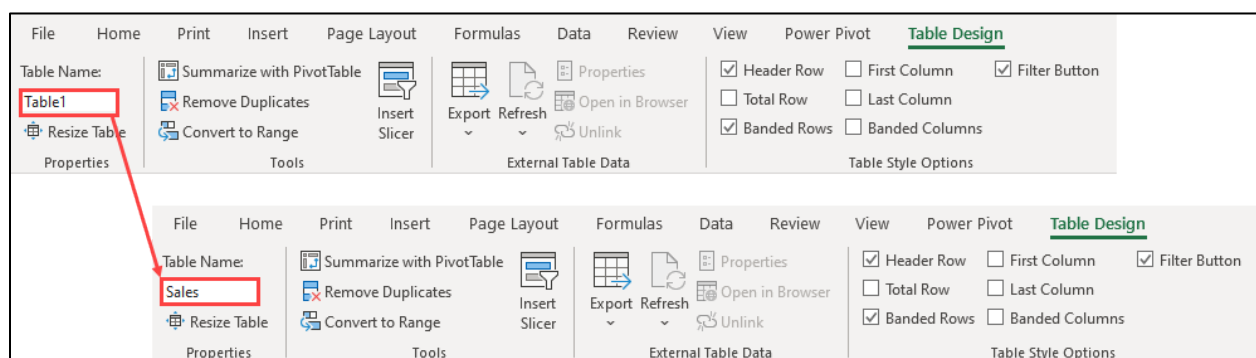 File Home Print Insert Page Layout Formulas Data Review View Power Pivot Table Design
Table Name: Summarize with PivotTable Properties Header Row First Column Filter Button
Table1 Remove Duplicates Insert Export Refresh Open in Browser Total Row Last Column
Resize Table Convert to Range Slicer Unlink Banded Rows Banded Columns
Properties Tools External Table Data Table Style Options
File Home Print Insert Page Layout Formulas Data Review View Power Pivot Table Design
Table Name: Summarize with PivotTable Properties Header Row First Column Filter Button
Sales Remove Duplicates Insert Export Refresh Open in Browser Total Row Last Column
Resize Table Convert to Range Slicer Unlink Banded Rows Banded Columns
Properties Tools External Table Data Table Style Options